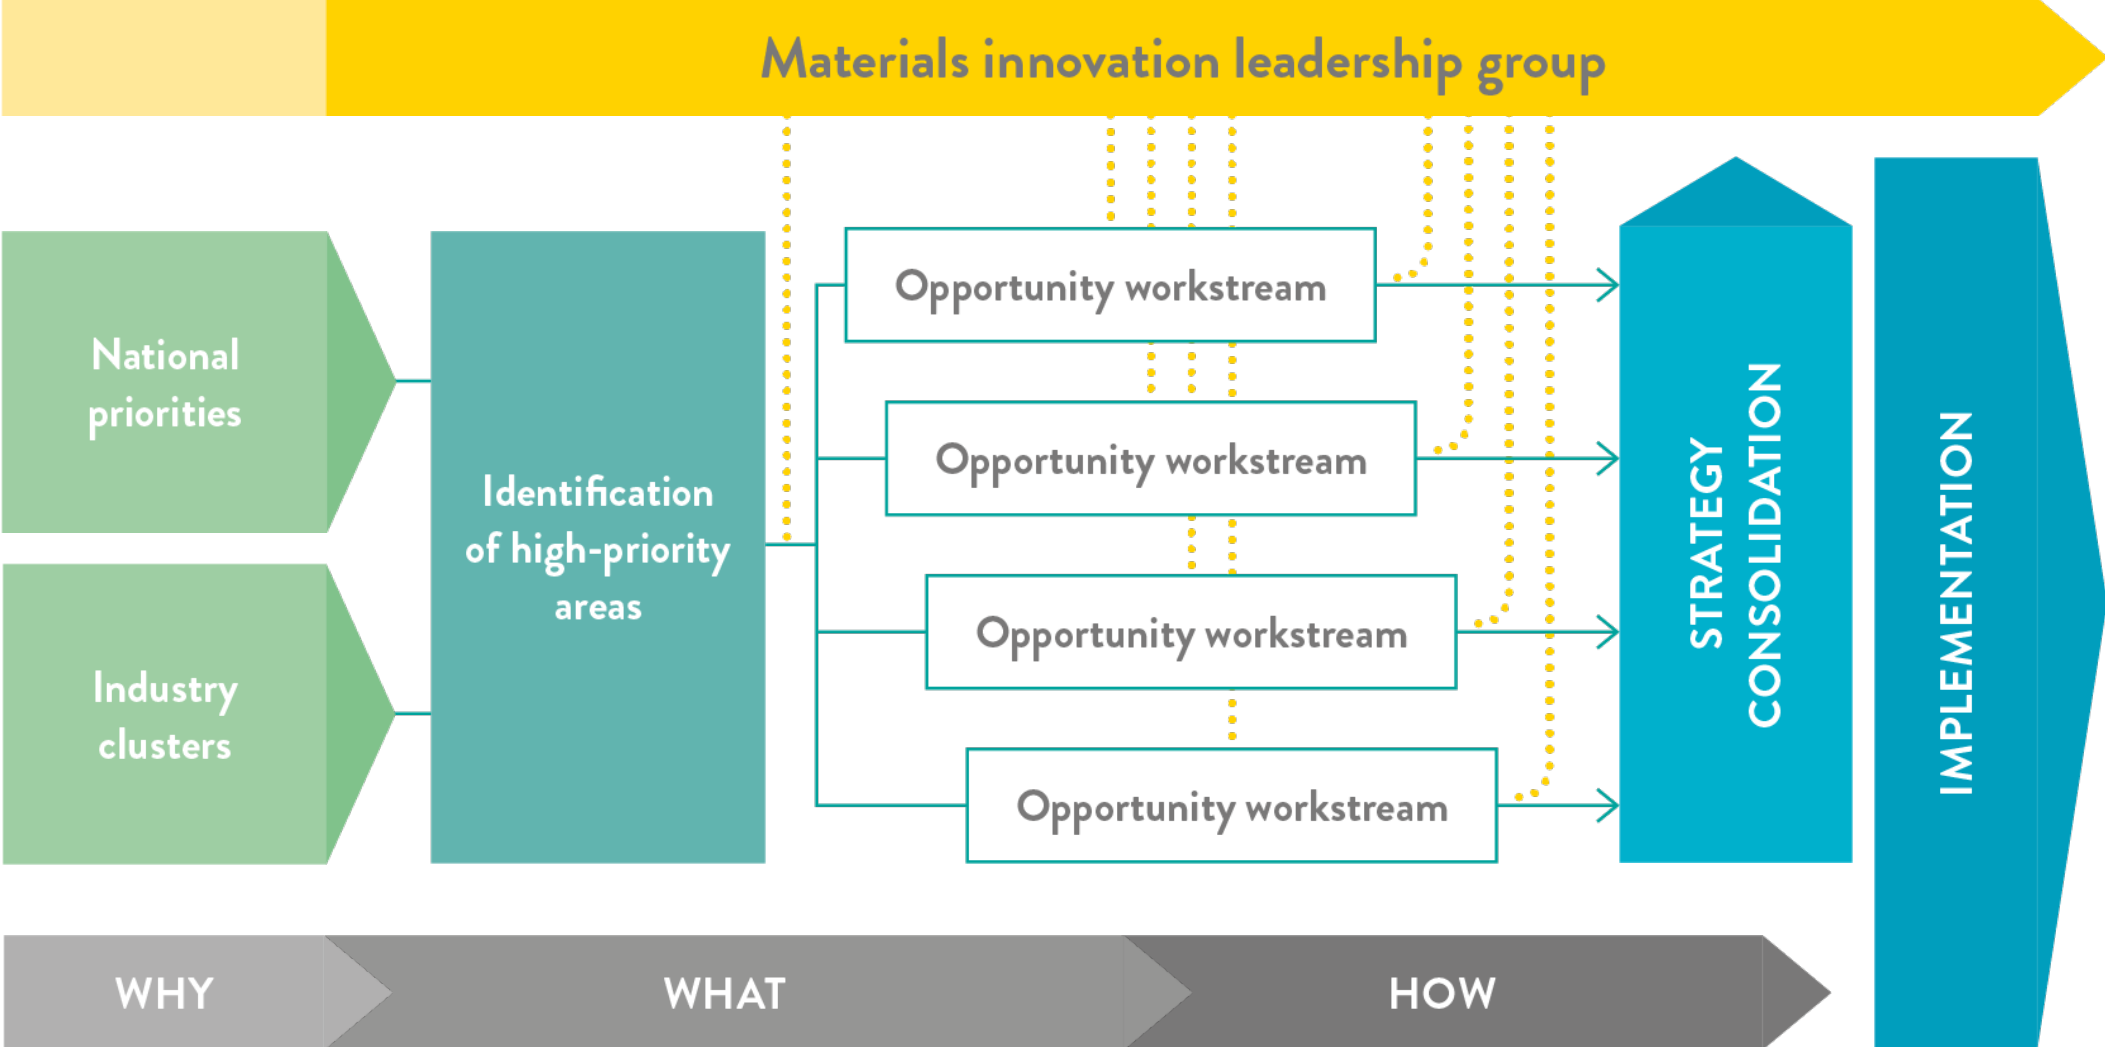 Materials innovation leadership group
National
priorities
Industry
clusters
Identification
of high-priority
areas
Opportunity workstream
Opportunity workstream
Opportunity workstream
Opportunity workstream
STRATEGY
CONSOLIDATION
IMPLEMENTATION
WHY
WHAT
HOW